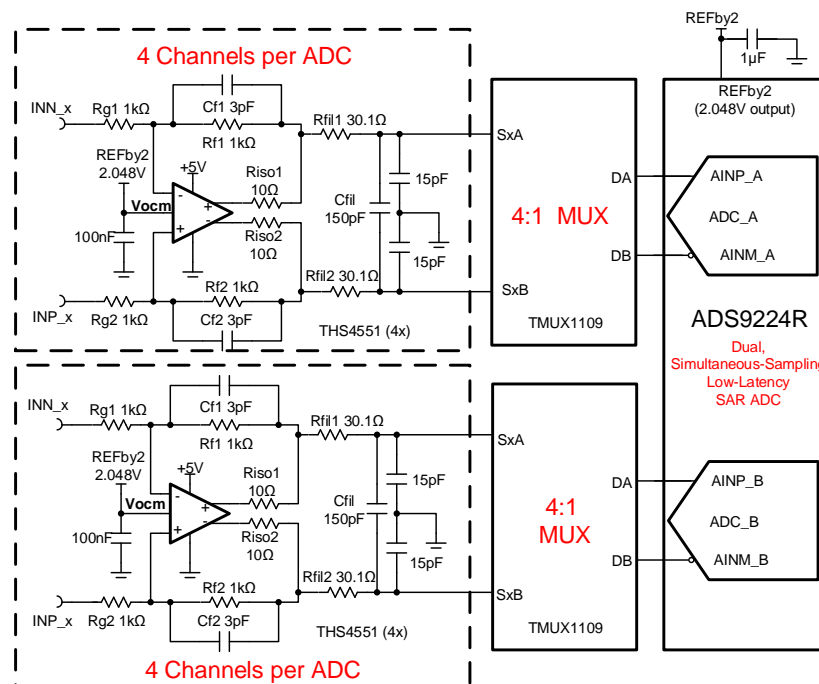 4 Channels per ADC
INN_x
Rg1 1kΩ
Cf1 3pF
Rf1 1kΩ
REFby2
2.048V
+5V
Vocm
-
+
+
-
100nF
Riso1
10Ω
Riso2
10Ω
Rfil1 30.1Ω
Cfil
150pF
15pF
15pF
Rfil2 30.1Ω
INP_x
Rg2 1kΩ
Rf2 1kΩ
Cf2 3pF
THS4551 (4x)
SxA
SxB
4:1 MUX
DA
DB
TMUX1109
REFby2
1µF
REFby2
(2.048V output)
AINP_A
ADC_A
AINM_A
ADS9224R
Dual,
Simultaneous-Sampling
Low-Latency
SAR ADC
INN_x
Rg1 1kΩ
Cf1 3pF
Rf1 1kΩ
REFby2
2.048V
+5V
Vocm
-
+
+
-
100nF
Riso1
10Ω
Riso2
10Ω
Rfil1 30.1Ω
Cfil
150pF
15pF
15pF
Rfil2 30.1Ω
INP_x
Rg2 1kΩ
Rf2 1kΩ
Cf2 3pF
THS4551 (4x)
4 Channels per ADC
SxA
SxB
4:1
MUX
DA
DB
TMUX1109
AINP_B
ADC_B
AINM_B